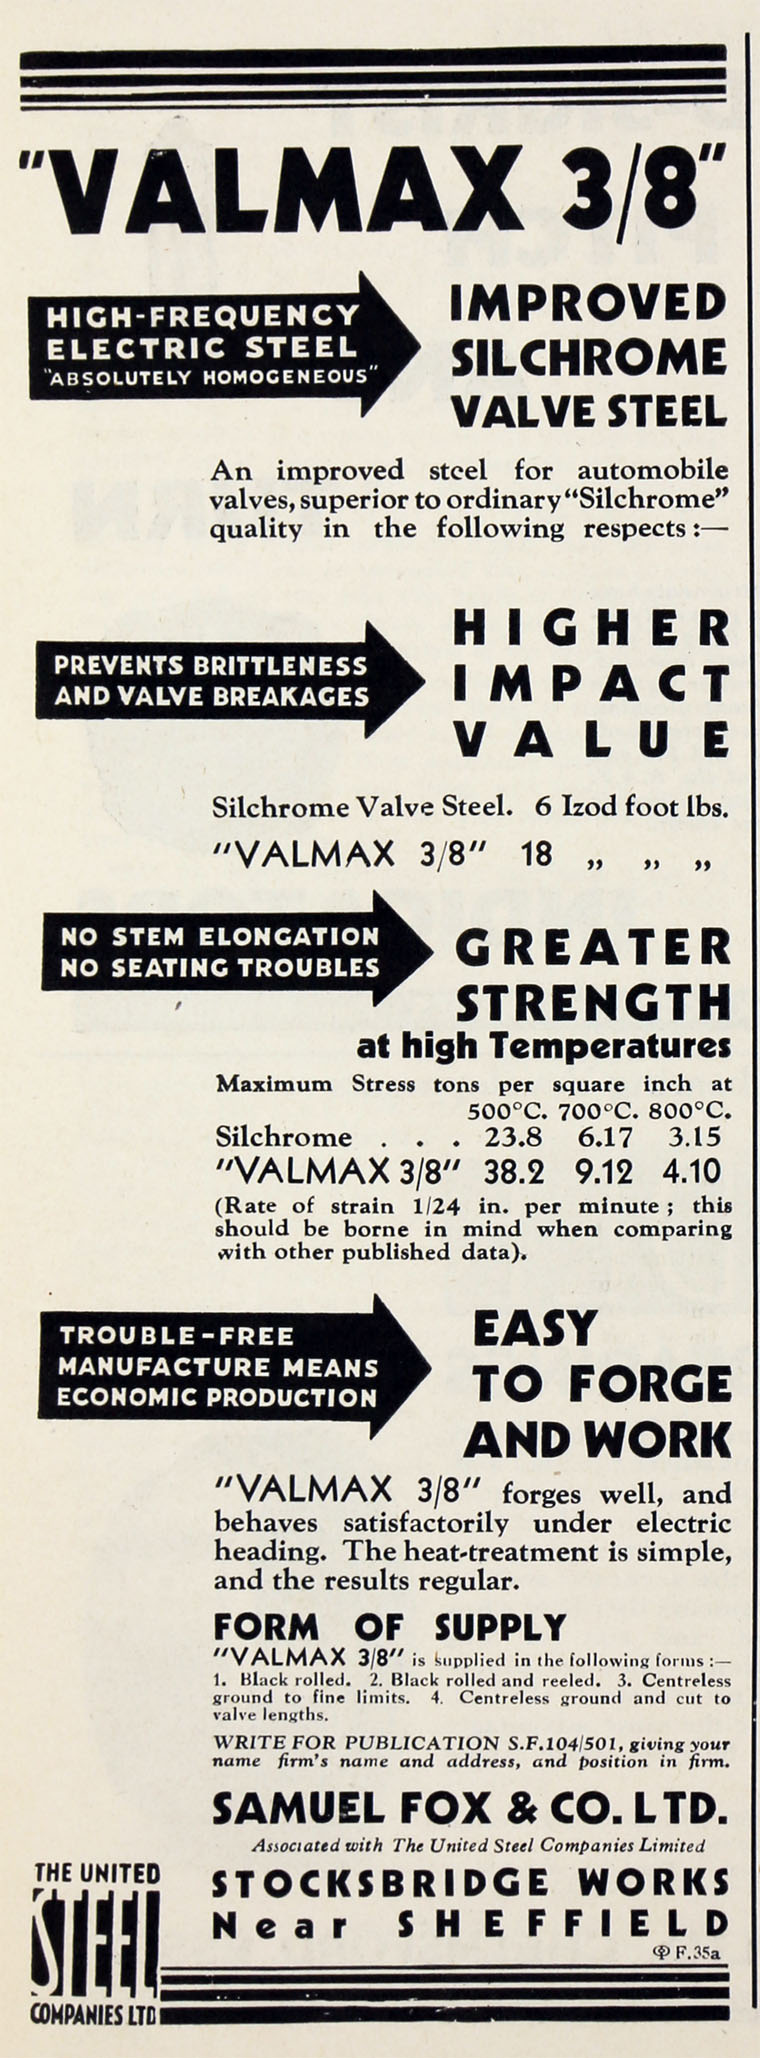 "VALMAX 3/8"
HIGH-FREQUENCY
ELECTRIC STEEL
"ABSOLUTELY HOMOGENEOUS"
IMPROVED
SILCHROME
VALVE STEEL
An improved steel for automobile
valves, superior to ordinary "Silchrome"
quality in the following respects :—
PREVENTS BRITTLENESS
AND VALVE BREAKAGES
HIGHER
IMPACT
VALUE
Silchrome Valve Steel. 6 Izod foot lbs.
"VALMAX 3/8" 18 „ „ „
NO STEM ELONGATION
NO SEATING TROUBLES
GREATER
STRENGTH
at high Temperatures
Maximum Stress tons per square inch at
500°C. 700°C. 800°C.
Silchrome . . . 23.8 6.17 3.15
"VALMAX 3/8" 38.2 9.12 4.10
(Rate of strain 1/24 in. per minute ; this
should be borne in mind when comparing
with other published data).
TROUBLE-FREE
MANUFACTURE MEANS
ECONOMIC PRODUCTION
EASY
TO FORGE
AND WORK
"VALMAX 3/8" forges well, and
behaves satisfactorily under electric
heading. The heat-treatment is simple,
and the results regular.
FORM OF SUPPLY
"VALMAX 3/8" is supplied in the following forms :—
1. Black rolled. 2. Black rolled and reeled. 3. Centreless
ground to fine limits. 4. Centreless ground and cut to
valve lengths.
WRITE FOR PUBLICATION S.F.104/501, giving your
name firm's name and address, and position in firm.
SAMUEL FOX & CO. LTD.
Associated with The United Steel Companies Limited
STOCKSBRIDGE WORKS
Near SHEFFIELD
F.35a
THE UNITED
STEEL
COMPANIES LTD